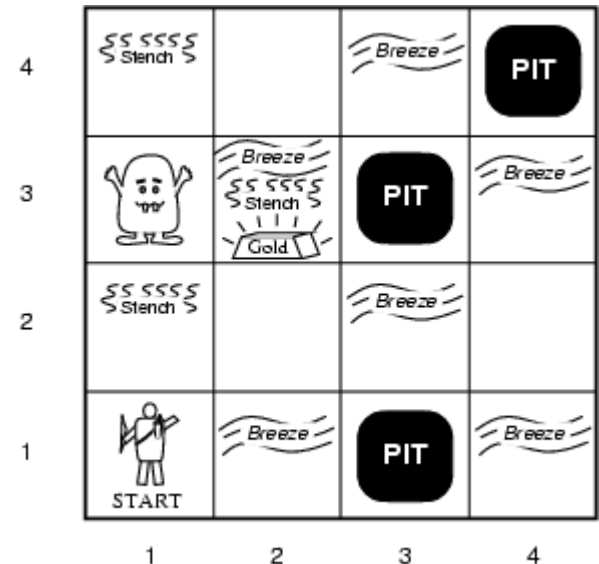 4 Stench Breeze PIT
3 Breeze PIT Breeze
Stench
Gold
2 Stench Breeze
1 Breeze PIT Breeze
START
1 2 3 4